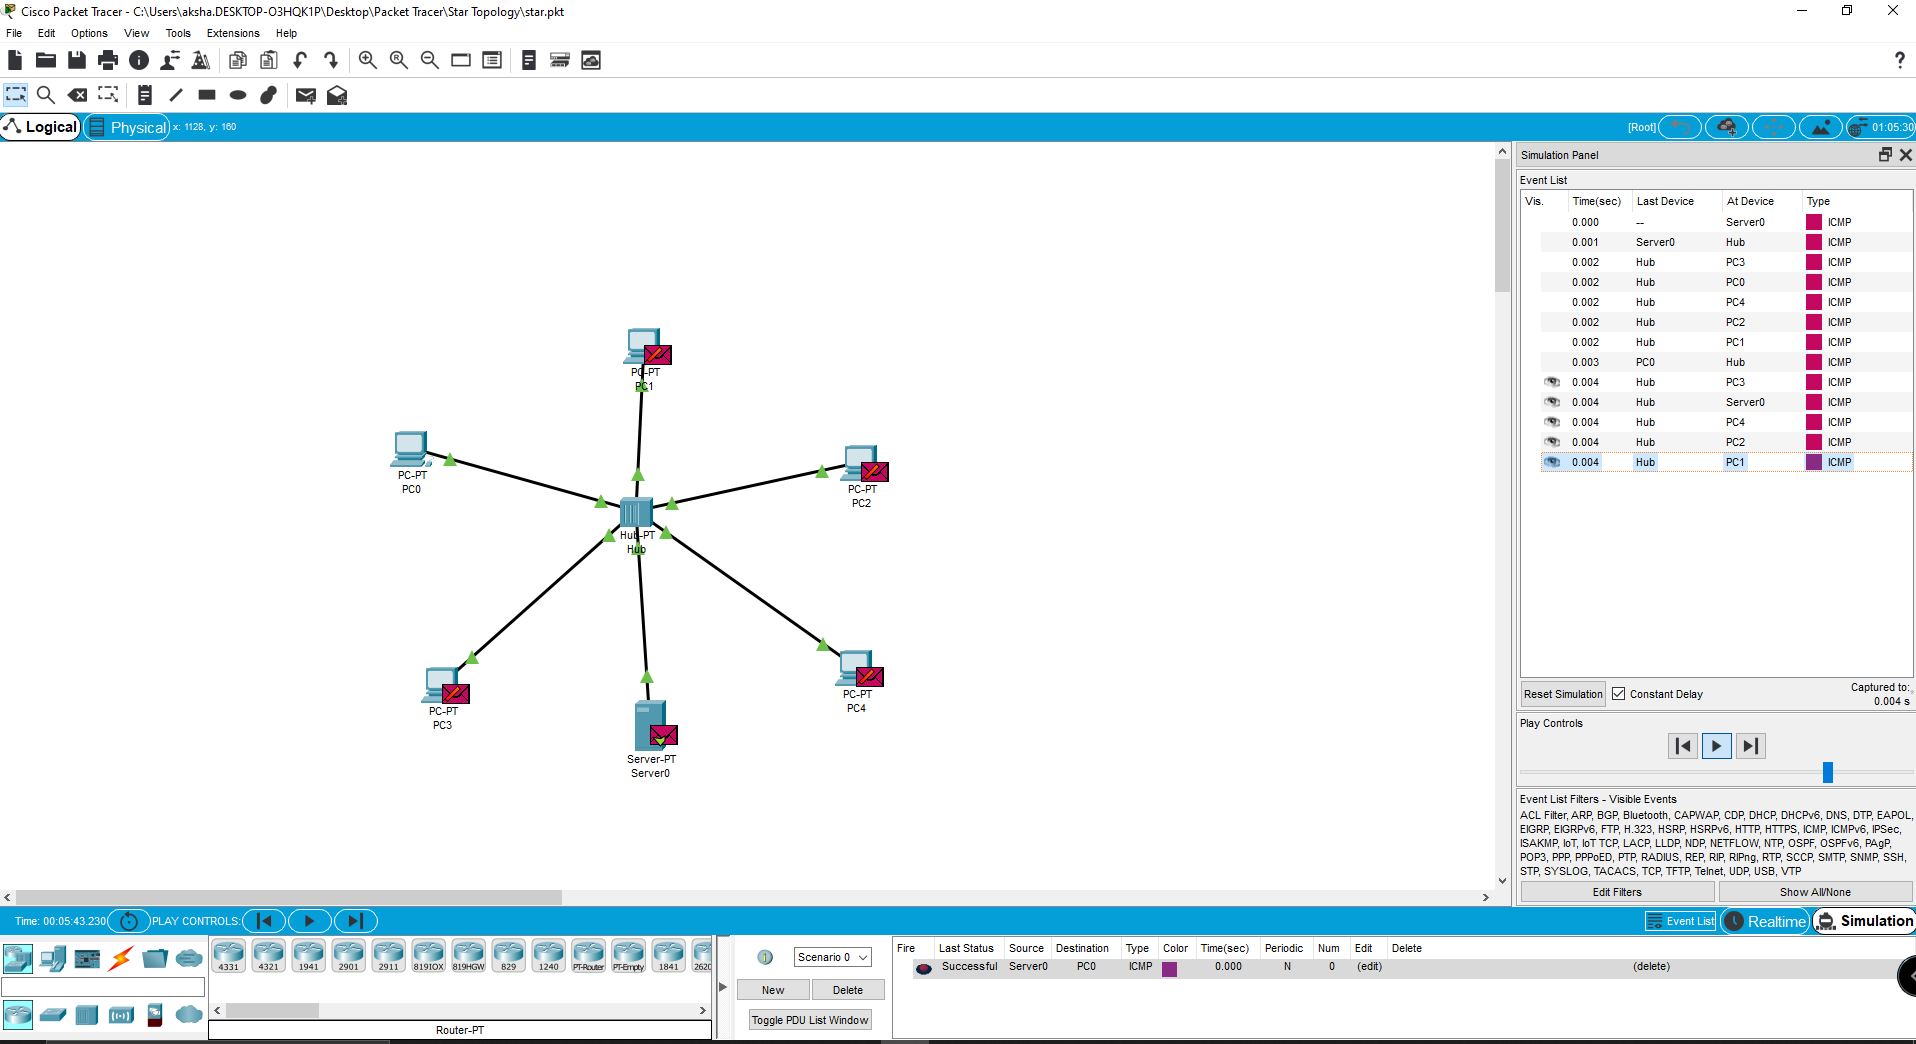 Cisco Packet Tracer - C:\Users\aksha.DESKTOP-O3HQK1P\Desktop\Packet Tracer\Star Topology\star.pkt
File Edit Options View Tools Extensions Help
Logical Physical x: 1128, y: 160 [Root] 01:05:30
PC-PT
PC1
PC-PT
PC0
PC-PT
PC2
Hub-PT
Hub
PC-PT
PC3
PC-PT
PC4
Server-PT
Server0
Simulation Panel
Event List
Vis. Time(sec) Last Device At Device Type
0.000 -- Server0 ICMP
0.001 Server0 Hub ICMP
0.002 Hub PC3 ICMP
0.002 Hub PC0 ICMP
0.002 Hub PC4 ICMP
0.002 Hub PC2 ICMP
0.002 Hub PC1 ICMP
0.003 PC0 Hub ICMP
0.004 Hub PC3 ICMP
0.004 Hub Server0 ICMP
0.004 Hub PC4 ICMP
0.004 Hub PC2 ICMP
0.004 Hub PC1 ICMP
Reset Simulation Constant Delay Captured to:
0.004 s
Play Controls
Event List Filters - Visible Events
ACL Filter, ARP, BGP, Bluetooth, CAPWAP, CDP, DHCP, DHCPv6, DNS, DTP, EAPOL,
EIGRP, EIGRPv6, FTP, H.323, HSRP, HSRPv6, HTTP, HTTPS, ICMP, ICMPv6, IPSec,
ISAKMP, IoT, IoT TCP, LACP, LLDP, NDP, NETFLOW, NTP, OSPF, OSPFv6, PAgP,
POP3, PPP, PPPoED, PTP, RADIUS, REP, RIP, RIPng, RTP, SCCP, SMTP, SNMP, SSH,
STP, SYSLOG, TACACS, TCP, TFTP, Telnet, UDP, USB, VTP
Edit Filters Show All/None
Time: 00:05:43.230 PLAY CONTROLS: Event List Realtime Simulation
4331 4321 1941 2901 2911 819IOX 819HGW 829 1240 PT-Router PT-Empty 1841 2620
Router-PT
Scenario 0
New Delete
Toggle PDU List Window
Fire Last Status Source Destination Type Color Time(sec) Periodic Num Edit Delete
Successful Server0 PC0 ICMP 0.000 N 0 (edit) (delete)